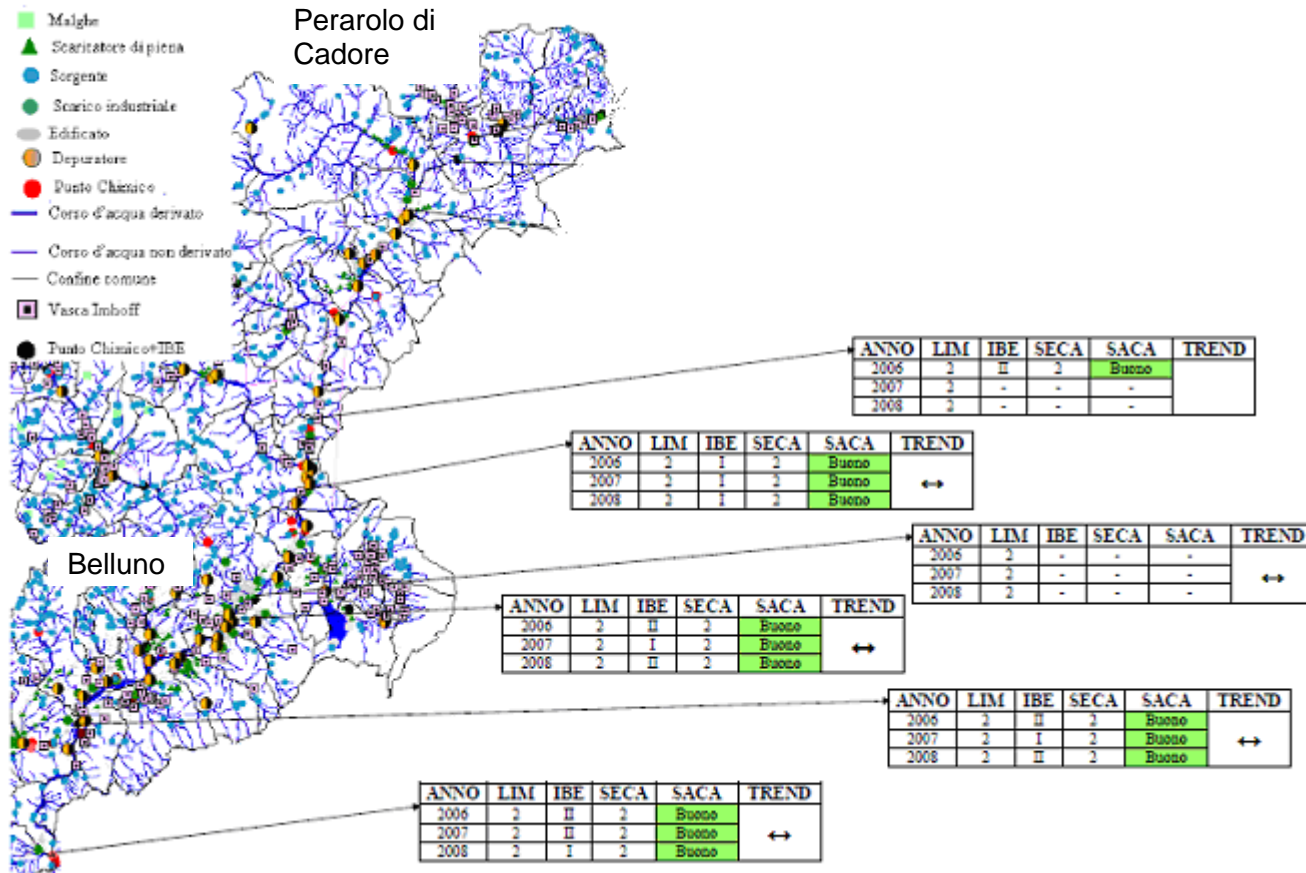 Perarolo di
Cadore
Malghe
Scaricatore di piena
Sorgente
Scarico industriale
Edificato
Depuratore
Punto Chimico
Corso d'acqua derivato
Corso d'acqua non derivato
Confine comune
Vasca Imhoff
Punto Chimico+IBE
Belluno
ANNO LIM IBE SECA SACA TREND
2006 2 II 2 Buono
2007 2 - - -
2008 2 - - -
ANNO LIM IBE SECA SACA TREND
2006 2 I 2 Buono
2007 2 I 2 Buono ↔
2008 2 I 2 Buono
ANNO LIM IBE SECA SACA TREND
2006 2 - - -
2007 2 - - - ↔
2008 2 - - -
ANNO LIM IBE SECA SACA TREND
2006 2 II 2 Buono
2007 2 I 2 Buono ↔
2008 2 II 2 Buono
ANNO LIM IBE SECA SACA TREND
2006 2 II 2 Buono
2007 2 I 2 Buono ↔
2008 2 II 2 Buono
ANNO LIM IBE SECA SACA TREND
2006 2 II 2 Buono
2007 2 II 2 Buono ↔
2008 2 I 2 Buono